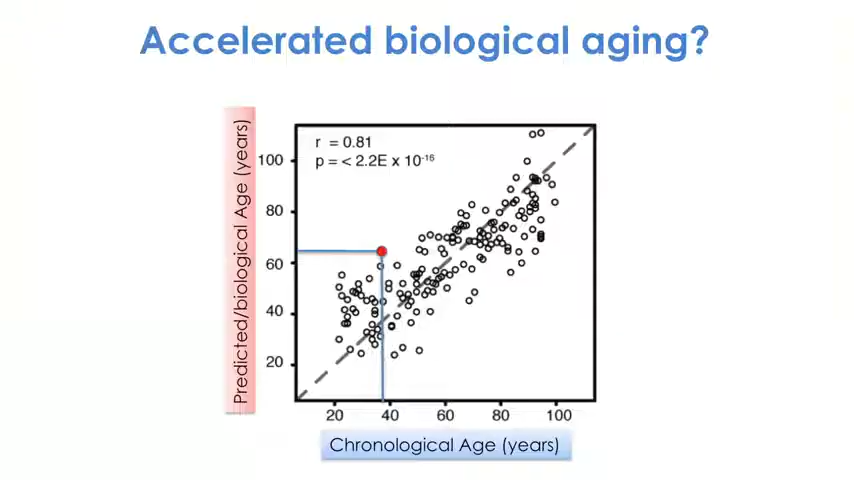 Accelerated biological aging?
r = 0.81
p = < 2.2E x 10-16
Predicted/biological Age (years)
100
80
60
40
20
20 40 60 80 100
Chronological Age (years)